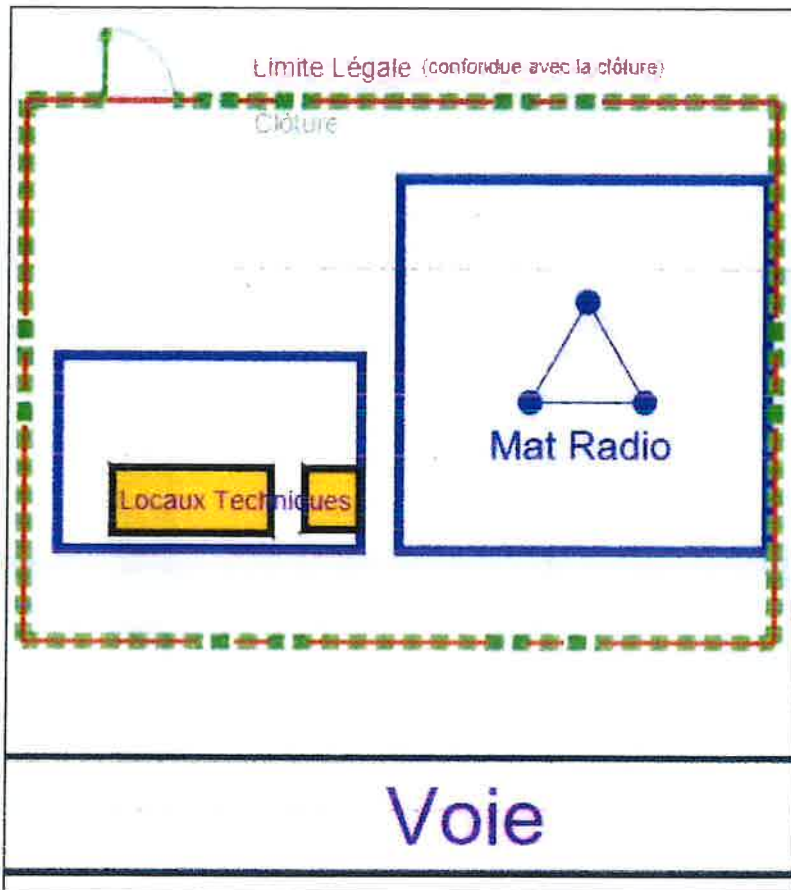 Limite Légale (confondue avec la clôture)
Clôture
Mat Radio
Locaux Techniques
Voie